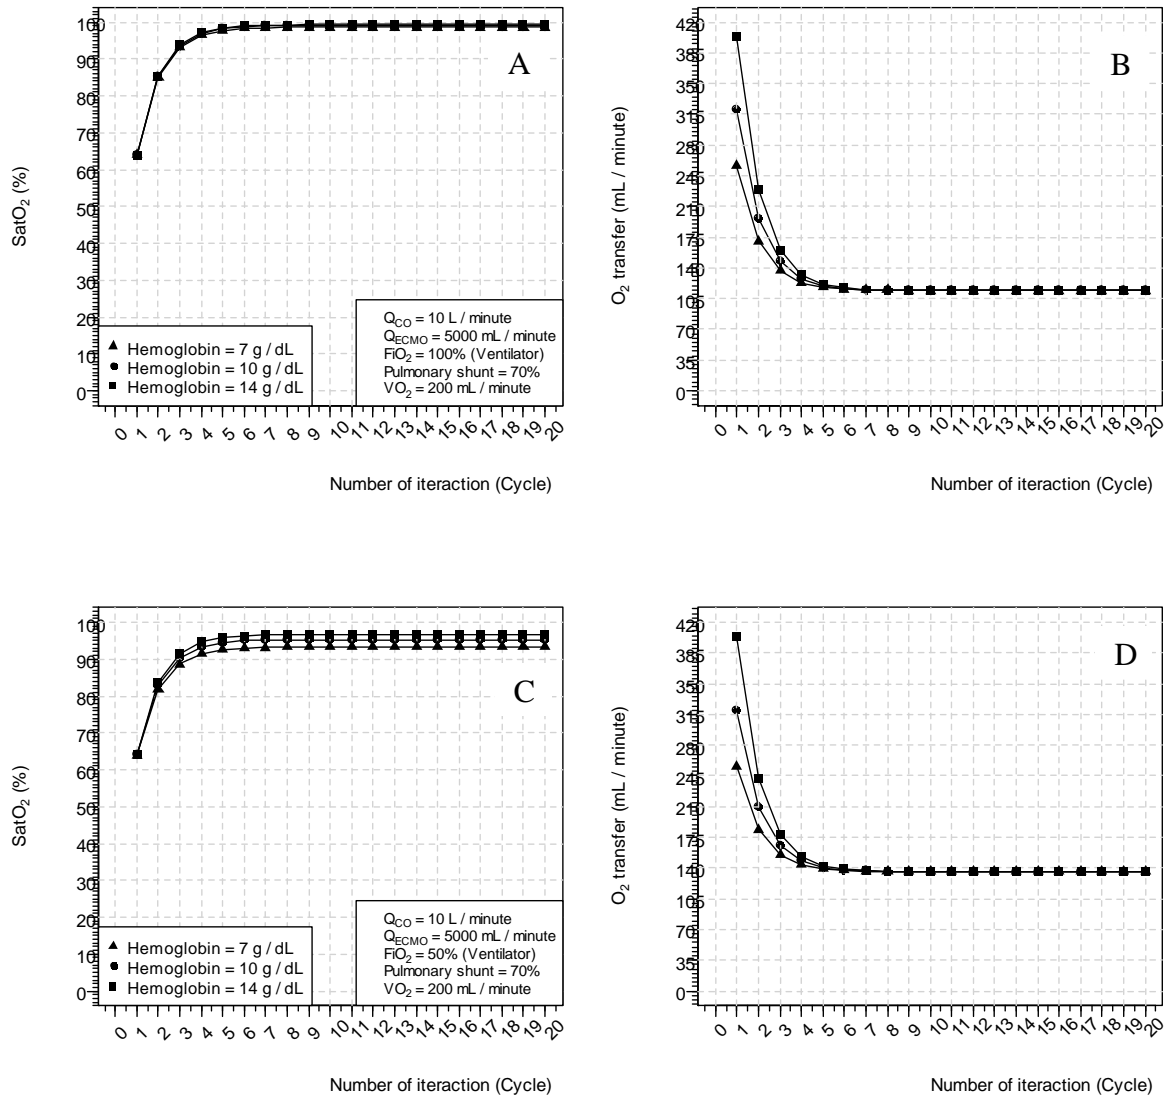 100
90
80
70
60
50
40
30
20
10
0
SatO2 (%)
A
Hemoglobin = 7 g / dL
Hemoglobin = 10 g / dL
Hemoglobin = 14 g / dL
QCO = 10 L / minute
QECMO = 5000 mL / minute
FiO2 = 100% (Ventilator)
Pulmonary shunt = 70%
VO2 = 200 mL / minute
0 1 2 3 4 5 6 7 8 9 10 11 12 13 14 15 16 17 18 19 20
Number of iteraction (Cycle)
420
385
350
315
280
245
210
175
140
105
70
35
0
O2 transfer (mL / minute)
B
0 1 2 3 4 5 6 7 8 9 10 11 12 13 14 15 16 17 18 19 20
Number of iteraction (Cycle)
100
90
80
70
60
50
40
30
20
10
0
SatO2 (%)
C
Hemoglobin = 7 g / dL
Hemoglobin = 10 g / dL
Hemoglobin = 14 g / dL
QCO = 10 L / minute
QECMO = 5000 mL / minute
FiO2 = 50% (Ventilator)
Pulmonary shunt = 70%
VO2 = 200 mL / minute
0 1 2 3 4 5 6 7 8 9 10 11 12 13 14 15 16 17 18 19 20
Number of iteraction (Cycle)
420
385
350
315
280
245
210
175
140
105
70
35
0
O2 transfer (mL / minute)
D
0 1 2 3 4 5 6 7 8 9 10 11 12 13 14 15 16 17 18 19 20
Number of iteraction (Cycle)